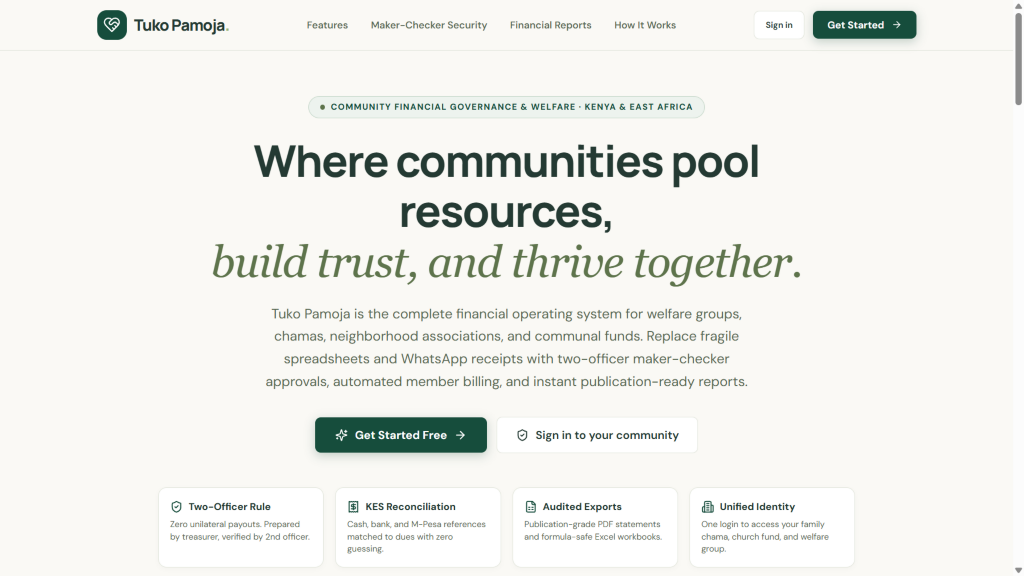 Tuko Pamoja.
Features
Maker-Checker Security
Financial Reports
How It Works
Sign in
Get Started →
COMMUNITY FINANCIAL GOVERNANCE & WELFARE · KENYA & EAST AFRICA
Where communities pool
resources,
build trust, and thrive together.
Tuko Pamoja is the complete financial operating system for welfare groups,
chamas, neighborhood associations, and communal funds. Replace fragile
spreadsheets and WhatsApp receipts with two-officer maker-checker
approvals, automated member billing, and instant publication-ready reports.
Get Started Free →
Sign in to your community
Two-Officer Rule
Zero unilateral payouts. Prepared
by treasurer, verified by 2nd officer.
KES Reconciliation
Cash, bank, and M-Pesa references
matched to dues with zero
guessing.
Audited Exports
Publication-grade PDF statements
and formula-safe Excel workbooks.
Unified Identity
One login to access your family
chama, church fund, and welfare
group.